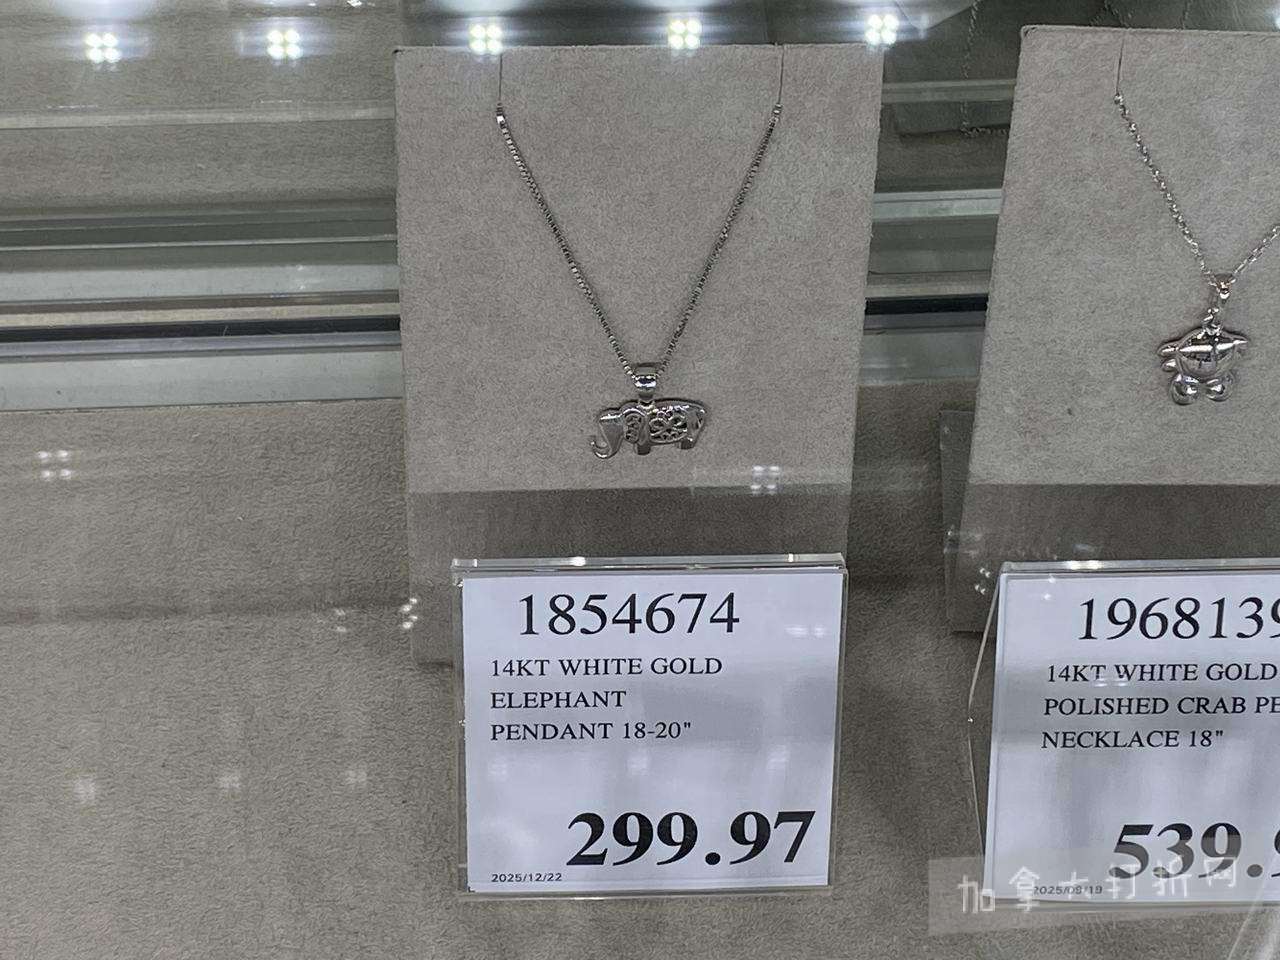 1854674
14KT WHITE GOLD
ELEPHANT
PENDANT 18-20"
299.97
2025/12/22
14KT WHITE GOLD
POLISHED CRAB
NECKLACE 18"
2025/09/19
加拿大打折网